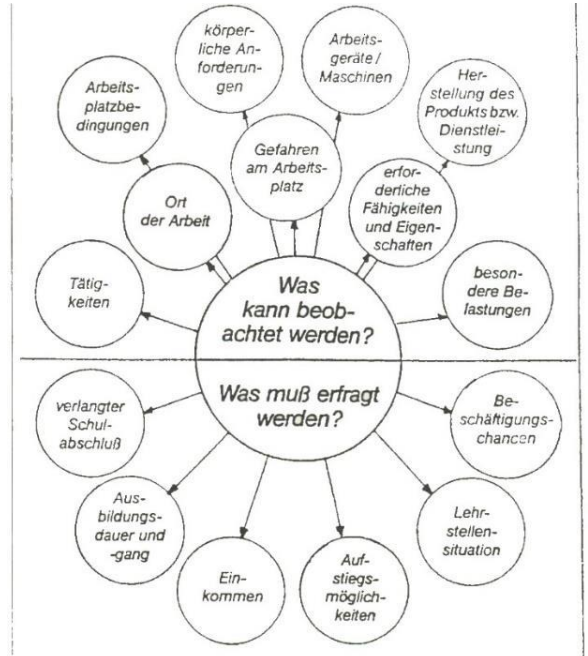 körper-
liche An-
forderun-
gen
Arbeits-
geräte/
Maschinen
Arbeits-
platzbe-
dingungen
Her-
stellung des
Produkts bzw.
Dienstlei-
stung
Gefahren
am Arbeits-
platz
Ort
der Arbeit
erfor-
derliche
Fähigkeiten
und Eigen-
schaften
Tätig-
keiten
beson-
dere Be-
lastungen
Was
kann beob-
achtet werden?
Was muß erfragt
werden?
verlangter
Schul-
abschluß
Be-
schäftigungs-
chancen
Aus-
bildungs-
dauer und
-gang
Lehr-
stellen-
situation
Ein-
kommen
Auf-
stiegs-
möglich-
keiten